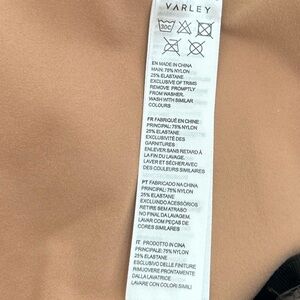 VARLEY
30C
EN MADE IN CHINA
MAIN: 75% NYLON
25% ELASTANE
EXCLUSIVE OF TRIMS
REMOVE PROMPTLY
FROM WASHER.
WASH WITH SIMILAR
COLOURS
FR FABRIQUÉ EN CHINE
PRINCIPAL: 75% NYLON
25% ELASTANE
EXCLUSIVITÉ DES
GARNITURES
ENLEVER SANS RETARD À
LA FIN DU LAVAGE.
LAVER ET SÉCHER AVEC
DES COULEURS SIMILAIRES
PT FABRICADO NA CHINA
PRINCIPAL: 75% NYLON
25% ELASTANE
EXCLUINDO ACESSÓRIOS
RETIRE SEM ATRASO
NO FINAL DA LAVAGEM
LAVAR COM PEÇAS DE
CORES SIMILARES
IT PRODOTTO IN CINA
PRINCIPALE: 75% NYLON
25% ELASTANE
ESCLUSIVO DELLE FINITURE
RIMUOVERE PRONTAMENTE
DALLA LAVATRICE
LAVARE CON COLORI SIMILI